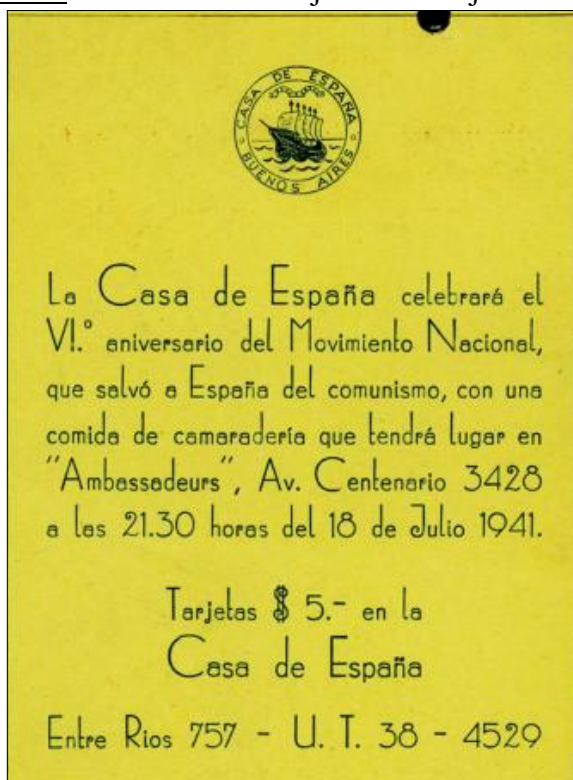 CASA DE ESPAÑA
BUENOS AIRES
La Casa de España celebrará el
VI.° aniversario del Movimiento Nacional,
que salvó a España del comunismo, con una
comida de camaradería que tendrá lugar en
"Ambassadeurs", Av. Centenario 3428
a las 21.30 horas del 18 de Julio 1941.
Tarjetas $ 5.- en la
Casa de España
Entre Rios 757 - U. T. 38 - 4529